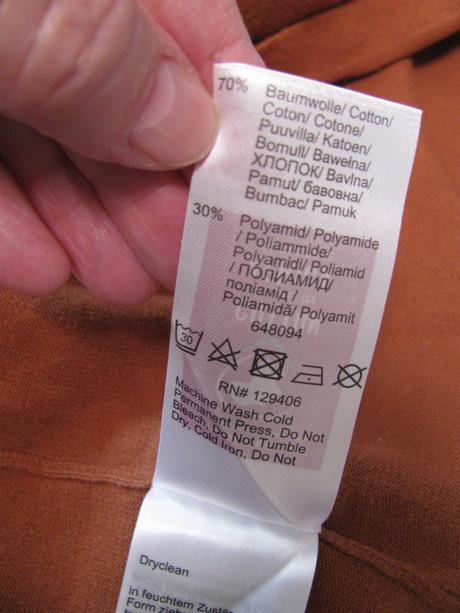 70% Baumwolle/ Cotton/
Coton/ Cotone/
Puuvilla/ Katoen/
Bomull/ Bawełna/
ХЛОПОК/ Bavlna/
Pamut/ бавовна/
Bumbac/ Pamuk
30% Polyamid/ Polyamide
/ Poliammide/
Polyamidi/ Poliamid
/ ПОЛИАМИД/
поліамід /
Poliamidă/ Polyamit
648094
30
RN# 129406
Machine Wash Cold
Permanent Press, Do Not
Bleach, Do Not Tumble
Dry, Cold Iron, Do Not
Dryclean
in feuchtem Zustand